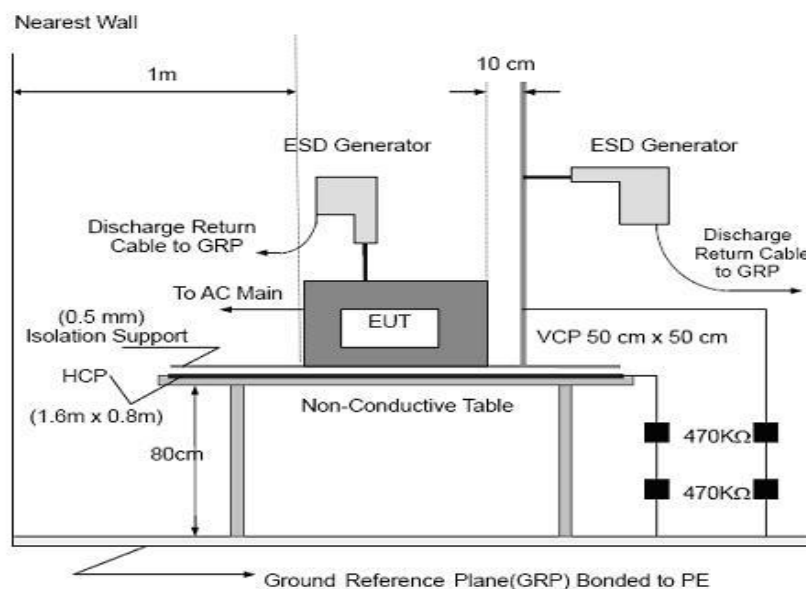 Nearest Wall
1m
10 cm
ESD Generator
ESD Generator
Discharge Return
Cable to GRP
Discharge
Return Cable
to GRP
To AC Main
(0.5 mm)
Isolation Support
EUT
VCP 50 cm x 50 cm
HCP
(1.6m x 0.8m)
Non-Conductive Table
80cm
470KΩ
470KΩ
Ground Reference Plane(GRP) Bonded to PE